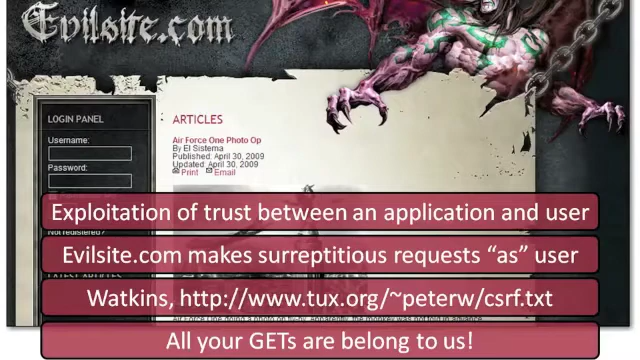 Evilsite.com
LOGIN PANEL
Username:
Password:
ARTICLES
Air Force One Photo Op
By El Sistema
Published: April 30, 2009
Updated: April 30, 2009
Print Email
Exploitation of trust between an application and user
Not registered?
Evilsite.com makes surreptitious requests “as” user
LATEST ARTICLES
Watkins, http://www.tux.org/~peterw/csrf.txt
All your GETs are belong to us!